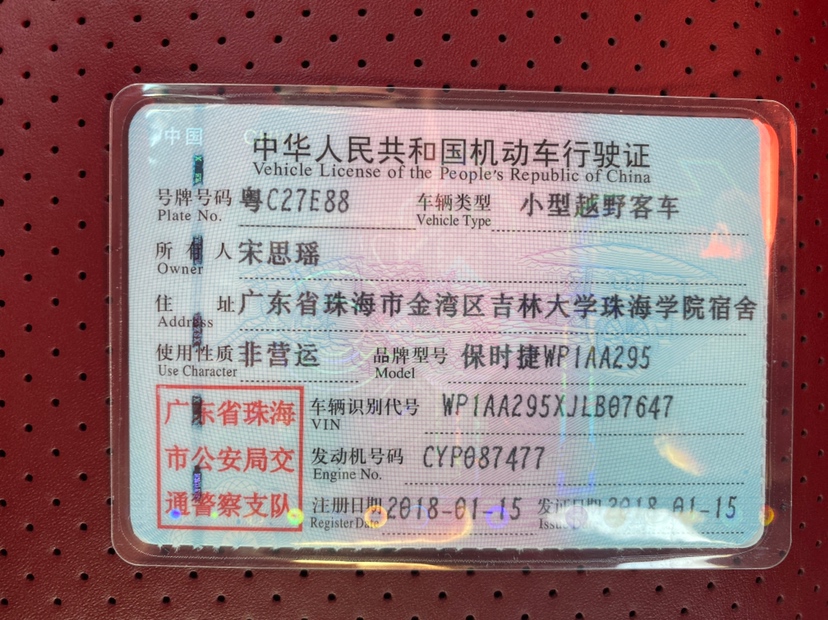 中国
中华人民共和国机动车行驶证
Vehicle License of the People's Republic of China
号牌号码 粤C27E88 车辆类型 小型越野客车
Plate No. Vehicle Type
所有人 宋思瑶
Owner
住址 广东省珠海市金湾区吉林大学珠海学院宿舍
Address
使用性质 非营运 品牌型号 保时捷WP1AA295
Use Character Model
广东省珠海 车辆识别代号 WP1AA295XJLB07647
VIN
市公安局交 发动机号码 CYP087477
Engine No.
通警察支队 注册日期 2018-01-15 发证日期 2018-01-15
Register Date Issue